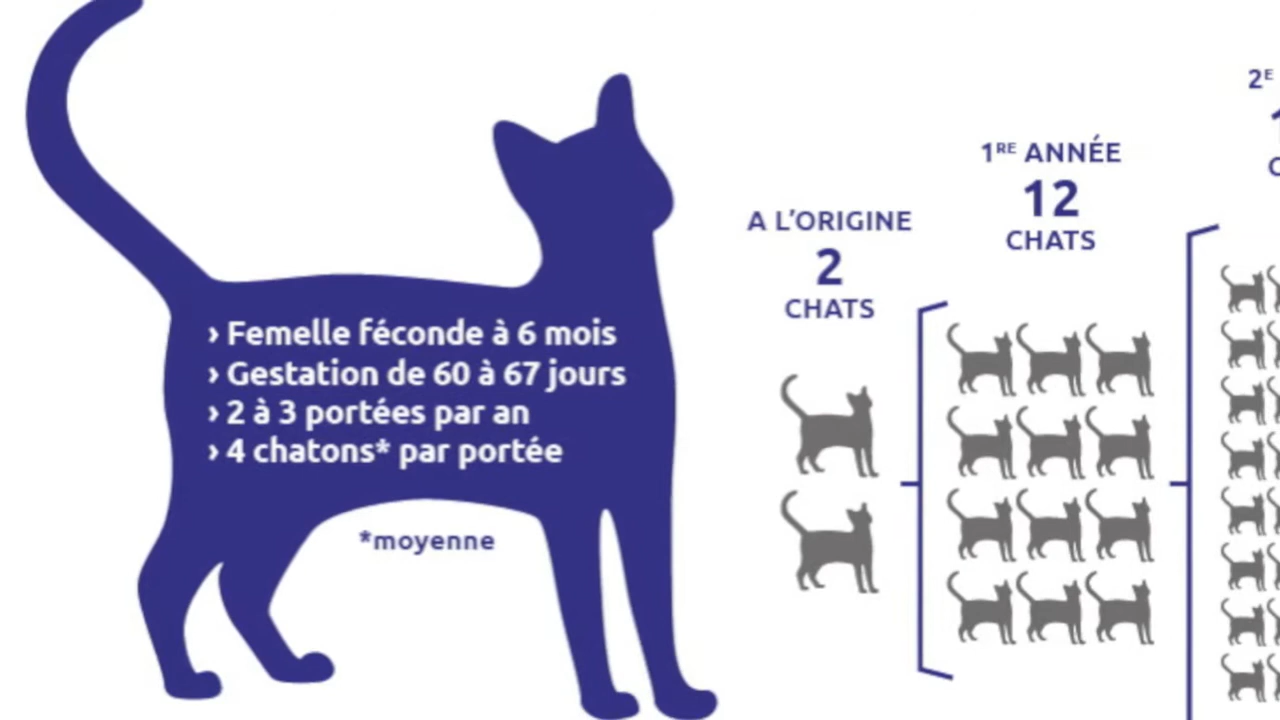 › Femelle féconde à 6 mois
› Gestation de 60 à 67 jours
› 2 à 3 portées par an
› 4 chatons* par portée
*moyenne
A L’ORIGINE
2
CHATS
1RE ANNÉE
12
CHATS
2E